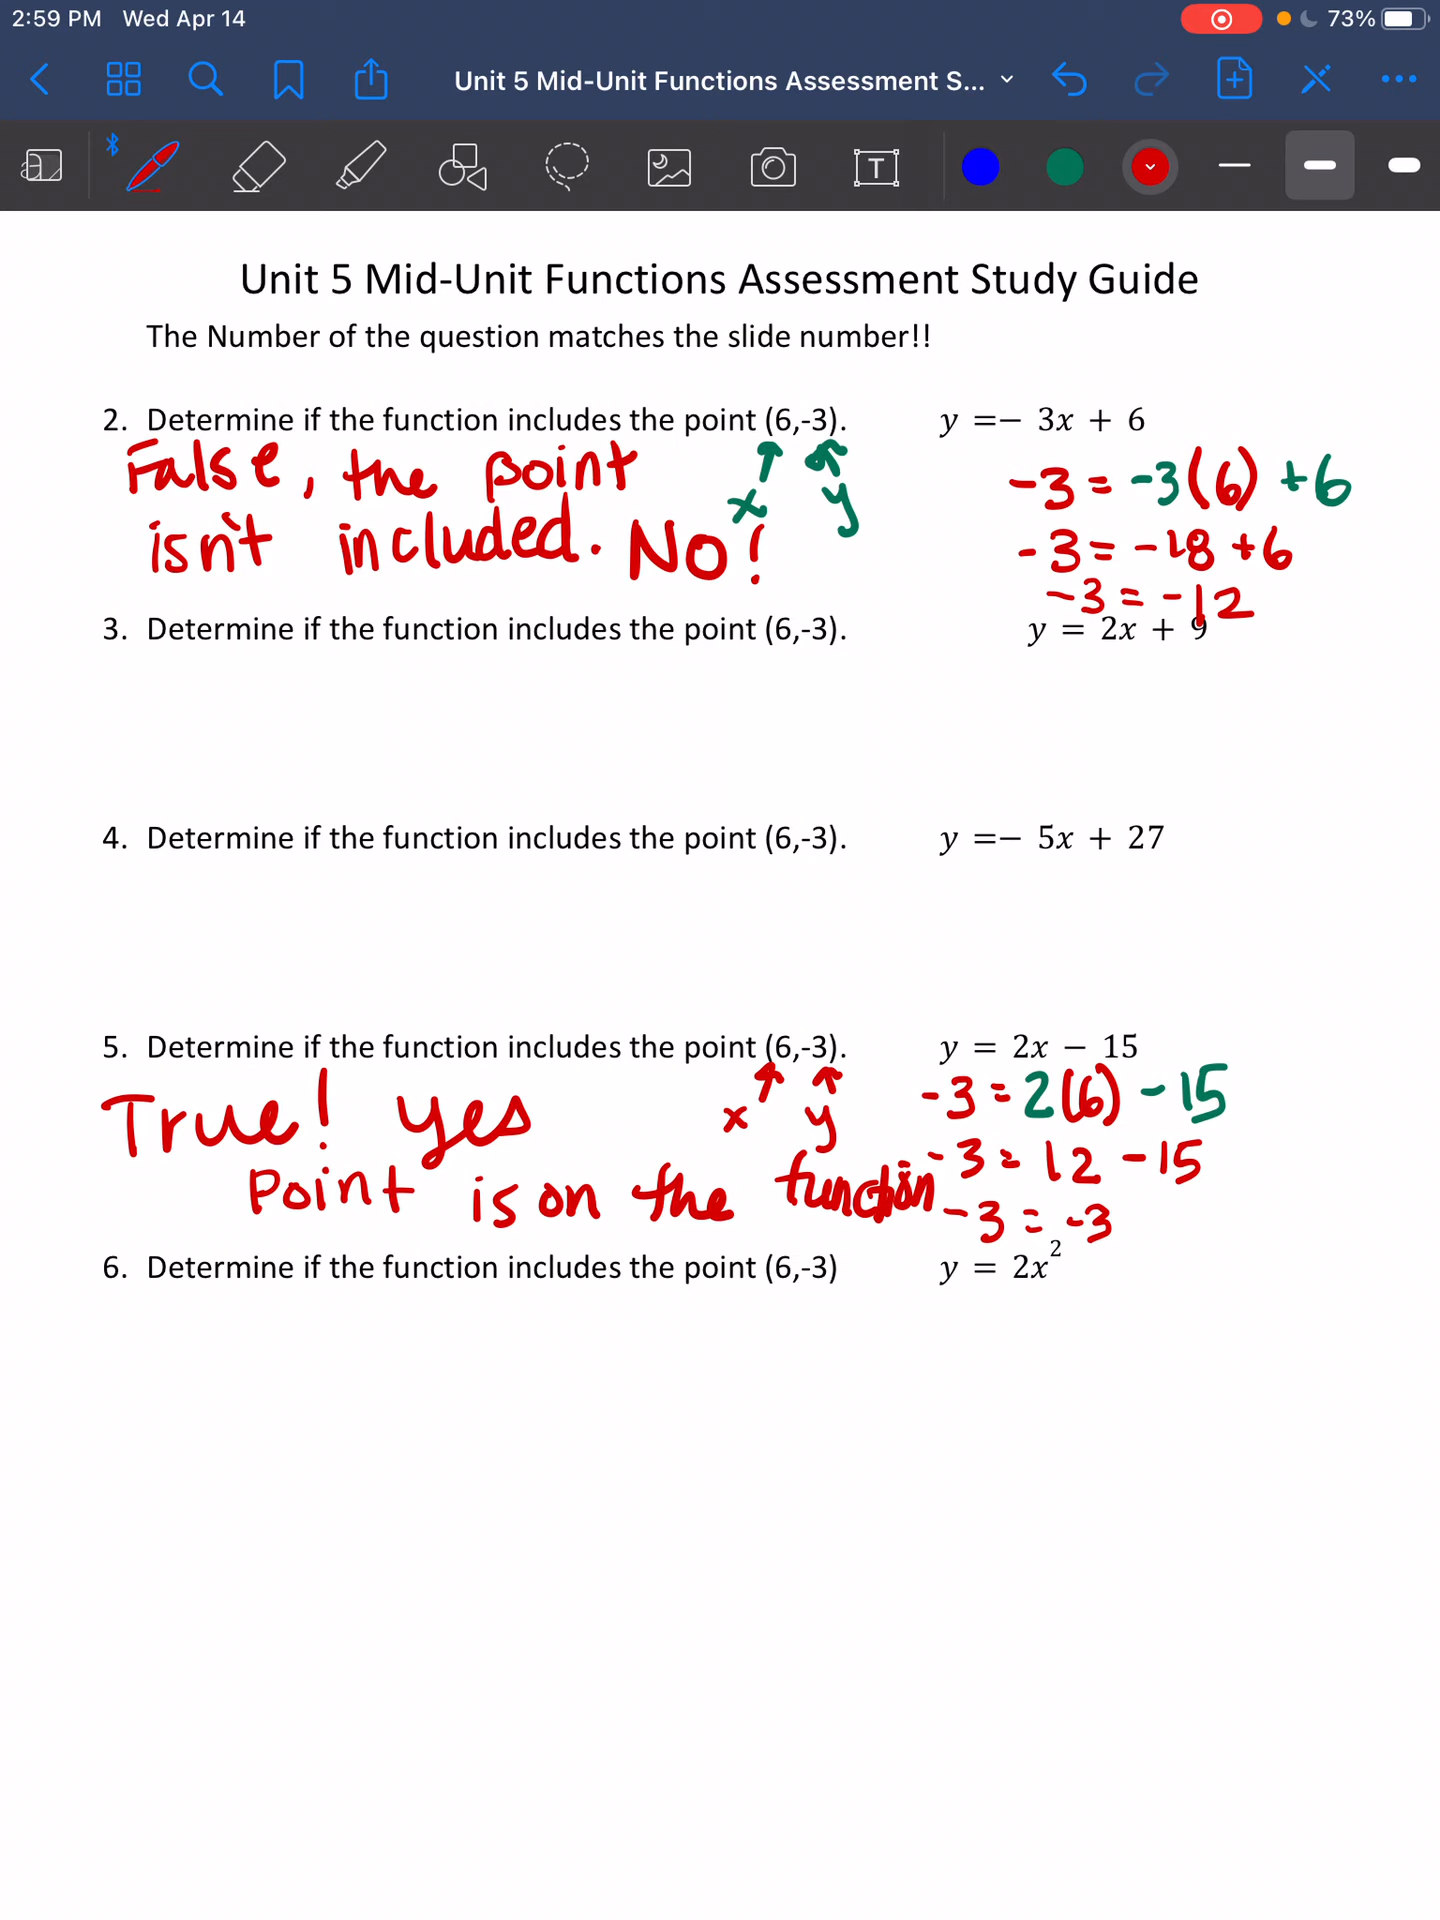 2:59 PM Wed Apr 14
73%
Unit 5 Mid-Unit Functions Assessment S...
T
Unit 5 Mid-Unit Functions Assessment Study Guide
The Number of the question matches the slide number!!
2. Determine if the function includes the point (6,-3). y =− 3x + 6
False, the point
isn't included. No!
x y
-3 = -3(6) +6
-3 = -18 +6
-3 = -12
3. Determine if the function includes the point (6,-3). y = 2x + 9
4. Determine if the function includes the point (6,-3). y =− 5x + 27
5. Determine if the function includes the point (6,-3). y = 2x − 15
True! yes
x y
Point is on the function
-3 = 2(6) -15
-3 = 12 -15
-3 = -3
6. Determine if the function includes the point (6,-3) y = 2x²